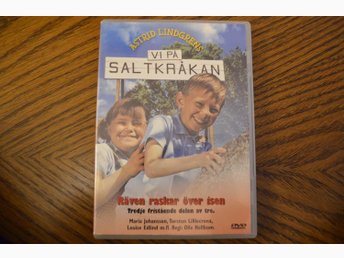 ASTRID LINDGRENS
VI PÅ
SALTKRÅKAN
Räven raskar över isen
Tredje fristående delen av tre.
Maria Johansson, Torsten Lilliecrona,
Louise Edlind m.fl. Regi: Olle Hellbom.
DVD